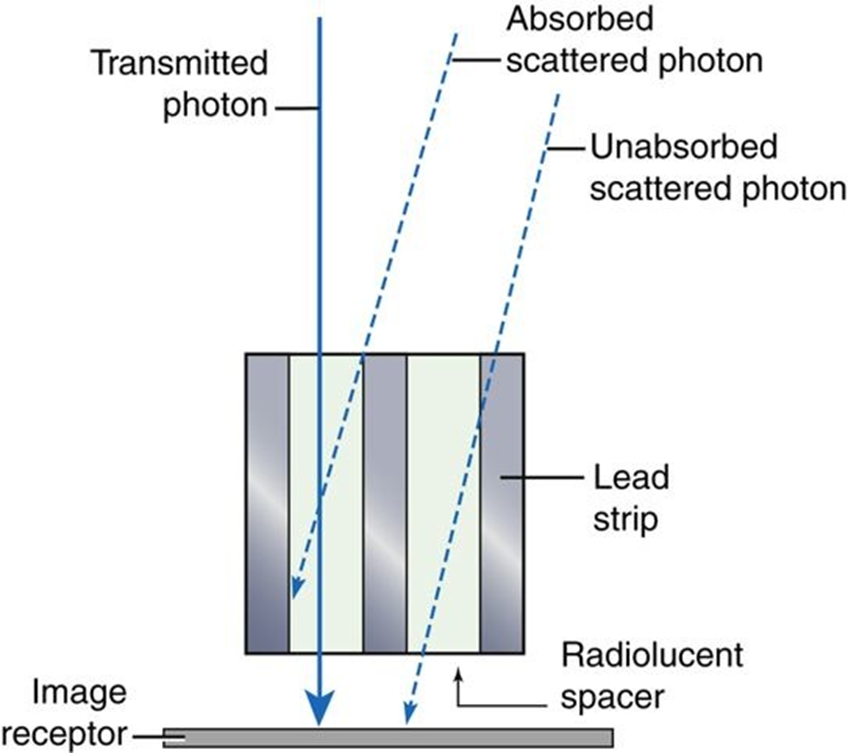 Absorbed
scattered photon
Transmitted
photon
Unabsorbed
scattered photon
Lead
strip
Radiolucent
spacer
Image
receptor